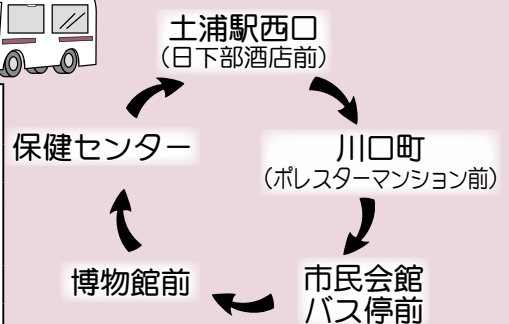 土浦駅西口
（日下部酒店前）
川口町
（ポレスターマンション前）
市民会館
バス停前
博物館前
保健センター